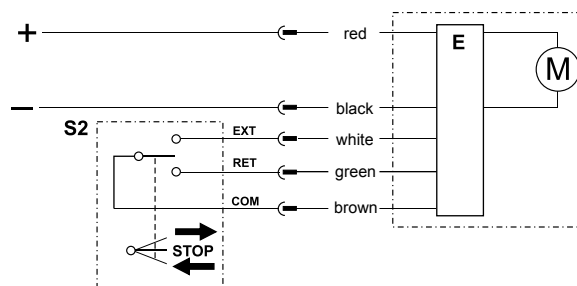 + red
E
M
− black
S2
EXT white
RET green
COM brown
STOP